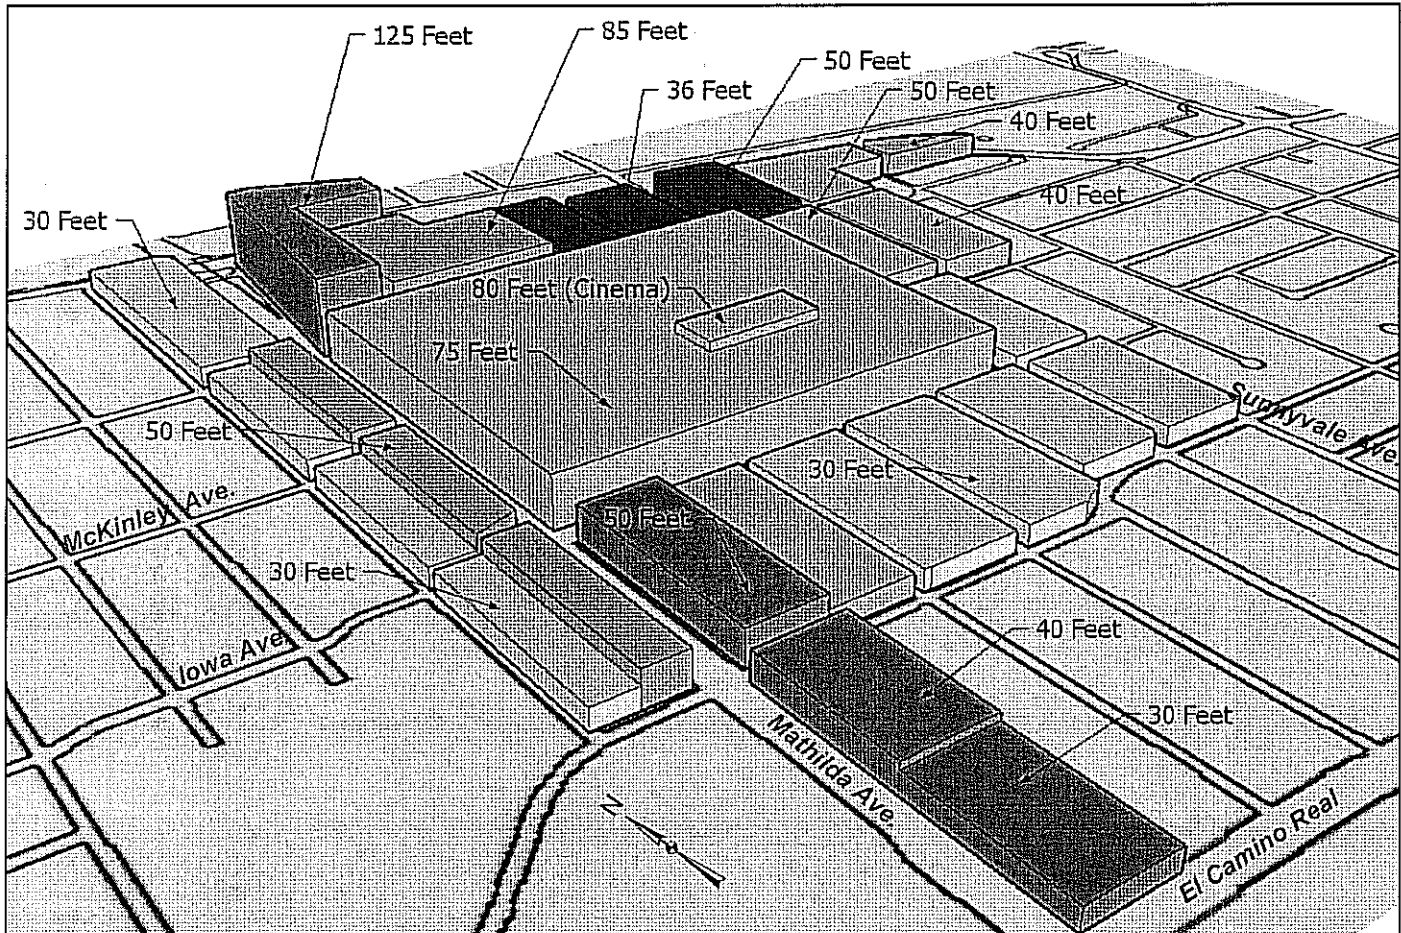 125 Feet
85 Feet
50 Feet
36 Feet
50 Feet
40 Feet
40 Feet
30 Feet
80 Feet (Cinema)
75 Feet
Sunnyvale Ave.
50 Feet
30 Feet
McKinley Ave.
50 Feet
30 Feet
Iowa Ave.
40 Feet
30 Feet
Mathilda Ave.
N
El Camino Real